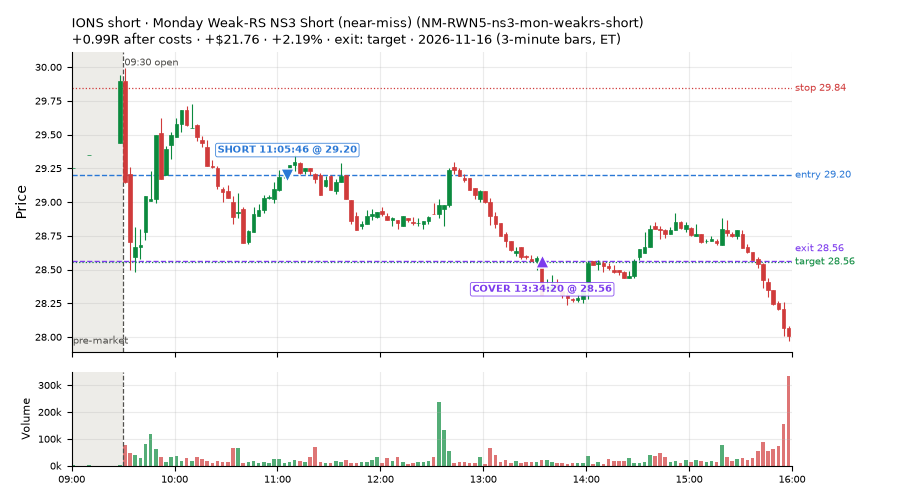 IONS short · Monday Weak-RS NS3 Short (near-miss) (NM-RWN5-ns3-mon-weakrs-short)
+0.99R after costs · +$21.76 · +2.19% · exit: target · 2026-11-16 (3-minute bars, ET)
09:30 open
30.00
stop 29.84
29.75
29.50
SHORT 11:05:46 @ 29.20
29.25
entry 29.20
Price
29.00
28.75
exit 28.56
target 28.56
28.50
COVER 13:34:20 @ 28.56
28.25
28.00
pre-market
300k
200k
100k
0k
Volume
09:00 10:00 11:00 12:00 13:00 14:00 15:00 16:00